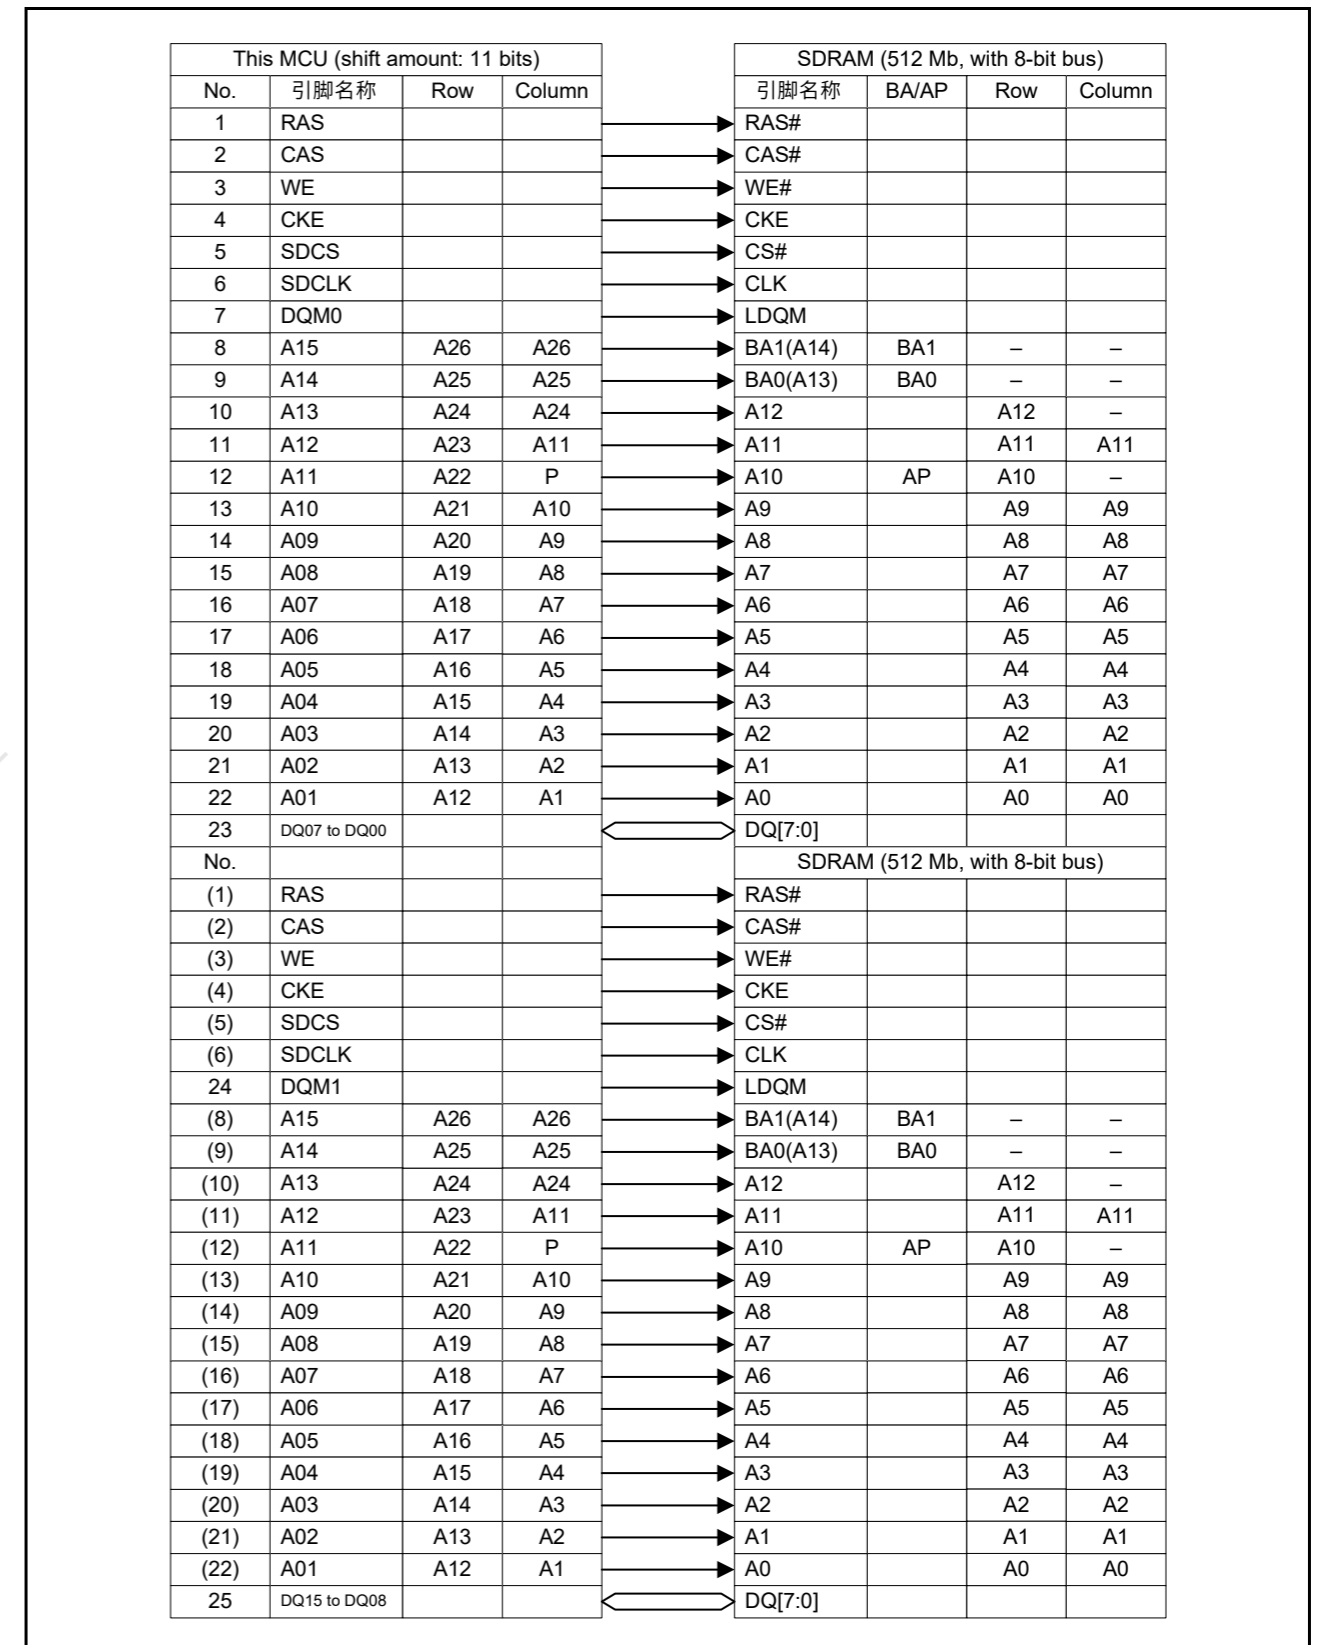 This MCU (shift amount: 11 bits) SDRAM (512 Mb, with 8-bit bus)
No. 引脚名称 Row Column 引脚名称 BA/AP Row Column
1 RAS RAS#
2 CAS CAS#
3 WE WE#
4 CKE CKE
5 SDCS CS#
6 SDCLK CLK
7 DQM0 LDQM
8 A15 A26 A26 BA1(A14) BA1 – –
9 A14 A25 A25 BA0(A13) BA0 – –
10 A13 A24 A24 A12 A12 –
11 A12 A23 A11 A11 A11 A11
12 A11 A22 P A10 AP A10 –
13 A10 A21 A10 A9 A9 A9
14 A09 A20 A9 A8 A8 A8
15 A08 A19 A8 A7 A7 A7
16 A07 A18 A7 A6 A6 A6
17 A06 A17 A6 A5 A5 A5
18 A05 A16 A5 A4 A4 A4
19 A04 A15 A4 A3 A3 A3
20 A03 A14 A3 A2 A2 A2
21 A02 A13 A2 A1 A1 A1
22 A01 A12 A1 A0 A0 A0
23 DQ07 to DQ00 DQ[7:0]
No. SDRAM (512 Mb, with 8-bit bus)
(1) RAS RAS#
(2) CAS CAS#
(3) WE WE#
(4) CKE CKE
(5) SDCS CS#
(6) SDCLK CLK
24 DQM1 LDQM
(8) A15 A26 A26 BA1(A14) BA1 – –
(9) A14 A25 A25 BA0(A13) BA0 – –
(10) A13 A24 A24 A12 A12 –
(11) A12 A23 A11 A11 A11 A11
(12) A11 A22 P A10 AP A10 –
(13) A10 A21 A10 A9 A9 A9
(14) A09 A20 A9 A8 A8 A8
(15) A08 A19 A8 A7 A7 A7
(16) A07 A18 A7 A6 A6 A6
(17) A06 A17 A6 A5 A5 A5
(18) A05 A16 A5 A4 A4 A4
(19) A04 A15 A4 A3 A3 A3
(20) A03 A14 A3 A2 A2 A2
(21) A02 A13 A2 A1 A1 A1
(22) A01 A12 A1 A0 A0 A0
25 DQ15 to DQ08 DQ[7:0]